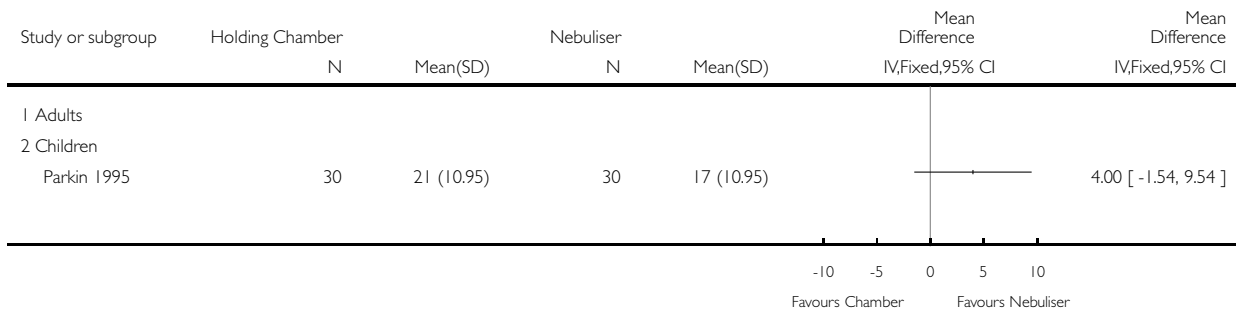 Mean Mean
Study or subgroup Holding Chamber Nebuliser Difference Difference
N Mean(SD) N Mean(SD) IV,Fixed,95% CI IV,Fixed,95% CI
1 Adults
2 Children
Parkin 1995 30 21 (10.95) 30 17 (10.95) 4.00 [ -1.54, 9.54 ]
-10 -5 0 5 10
Favours Chamber Favours Nebuliser